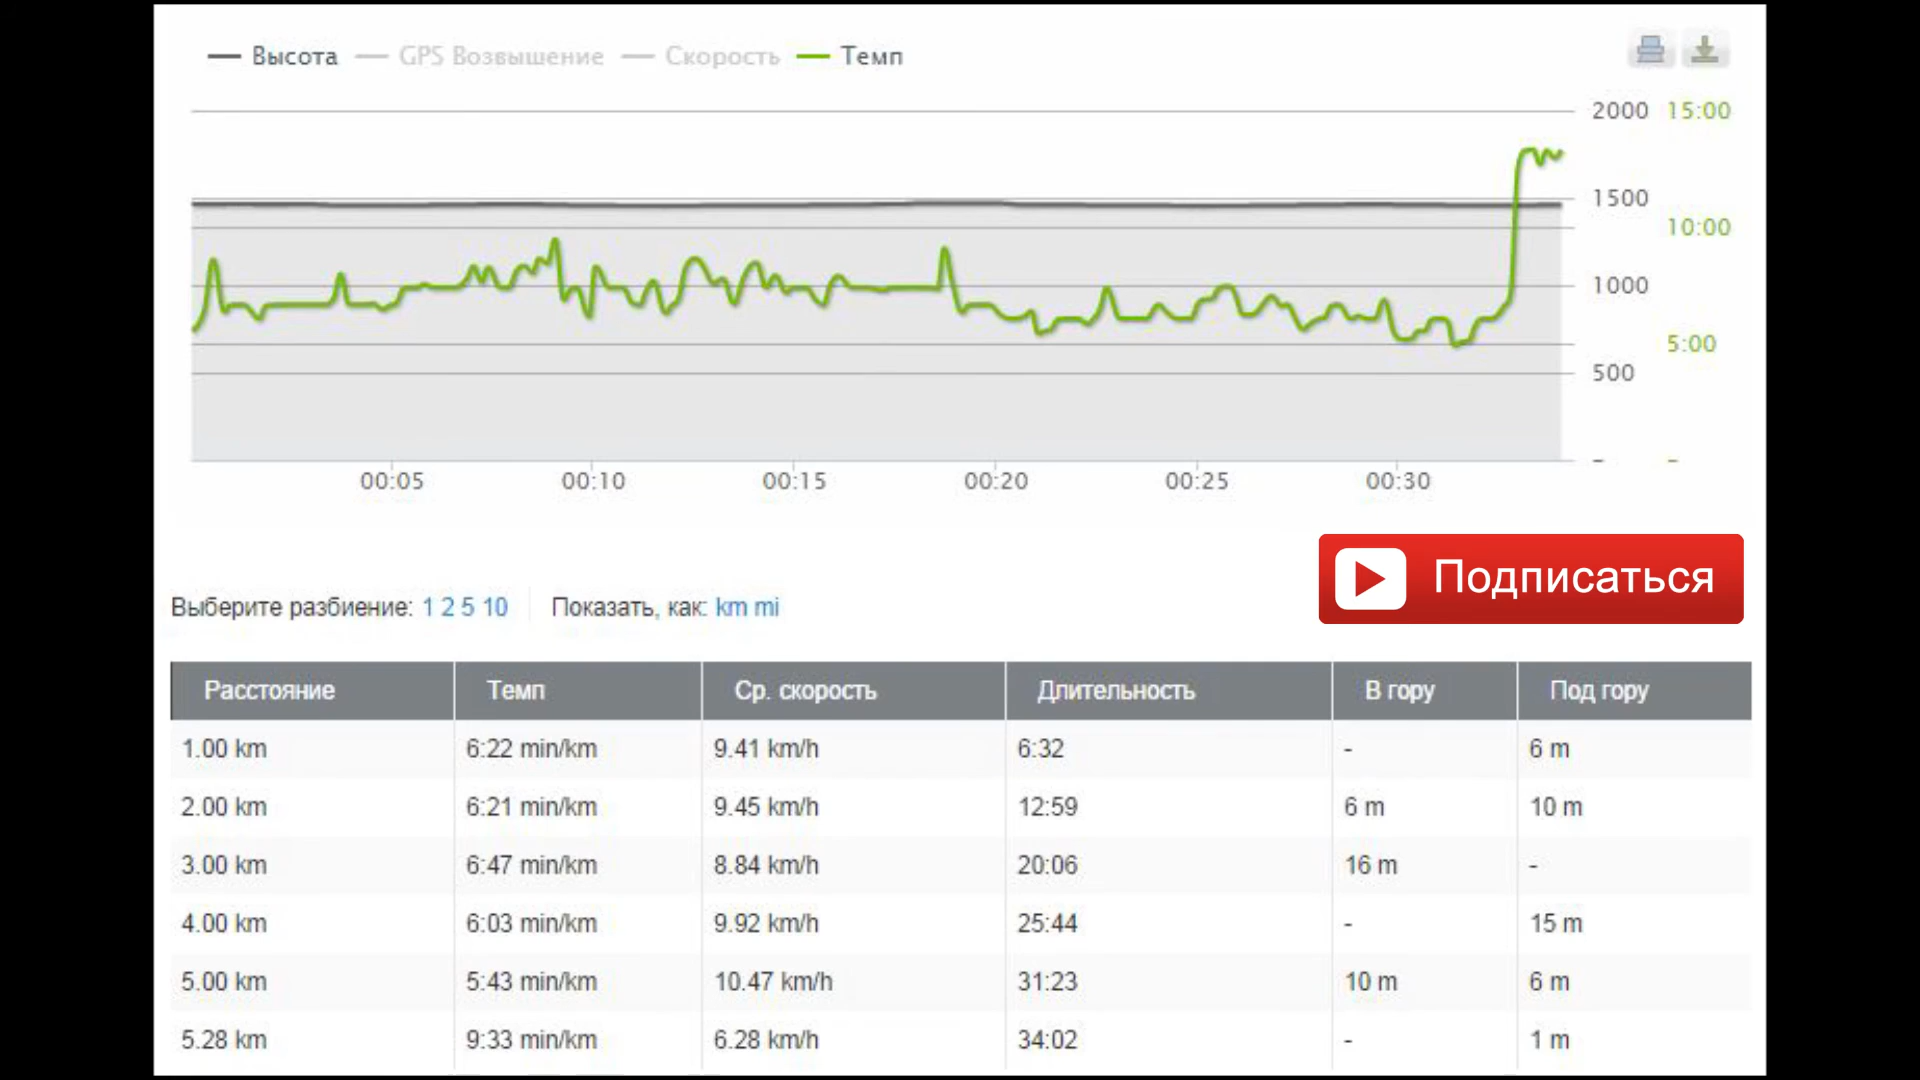 Высота GPS Возвышение Скорость Темп
2000 15:00
1500
10:00
1000
5:00
500
- -
00:05 00:10 00:15 00:20 00:25 00:30
Подписаться
Выберите разбиение: 1 2 5 10 Показать, как: km mi
Расстояние Темп Ср. скорость Длительность В гору Под гору
1.00 km 6:22 min/km 9.41 km/h 6:32 - 6 m
2.00 km 6:21 min/km 9.45 km/h 12:59 6 m 10 m
3.00 km 6:47 min/km 8.84 km/h 20:06 16 m -
4.00 km 6:03 min/km 9.92 km/h 25:44 - 15 m
5.00 km 5:43 min/km 10.47 km/h 31:23 10 m 6 m
5.28 km 9:33 min/km 6.28 km/h 34:02 - 1 m